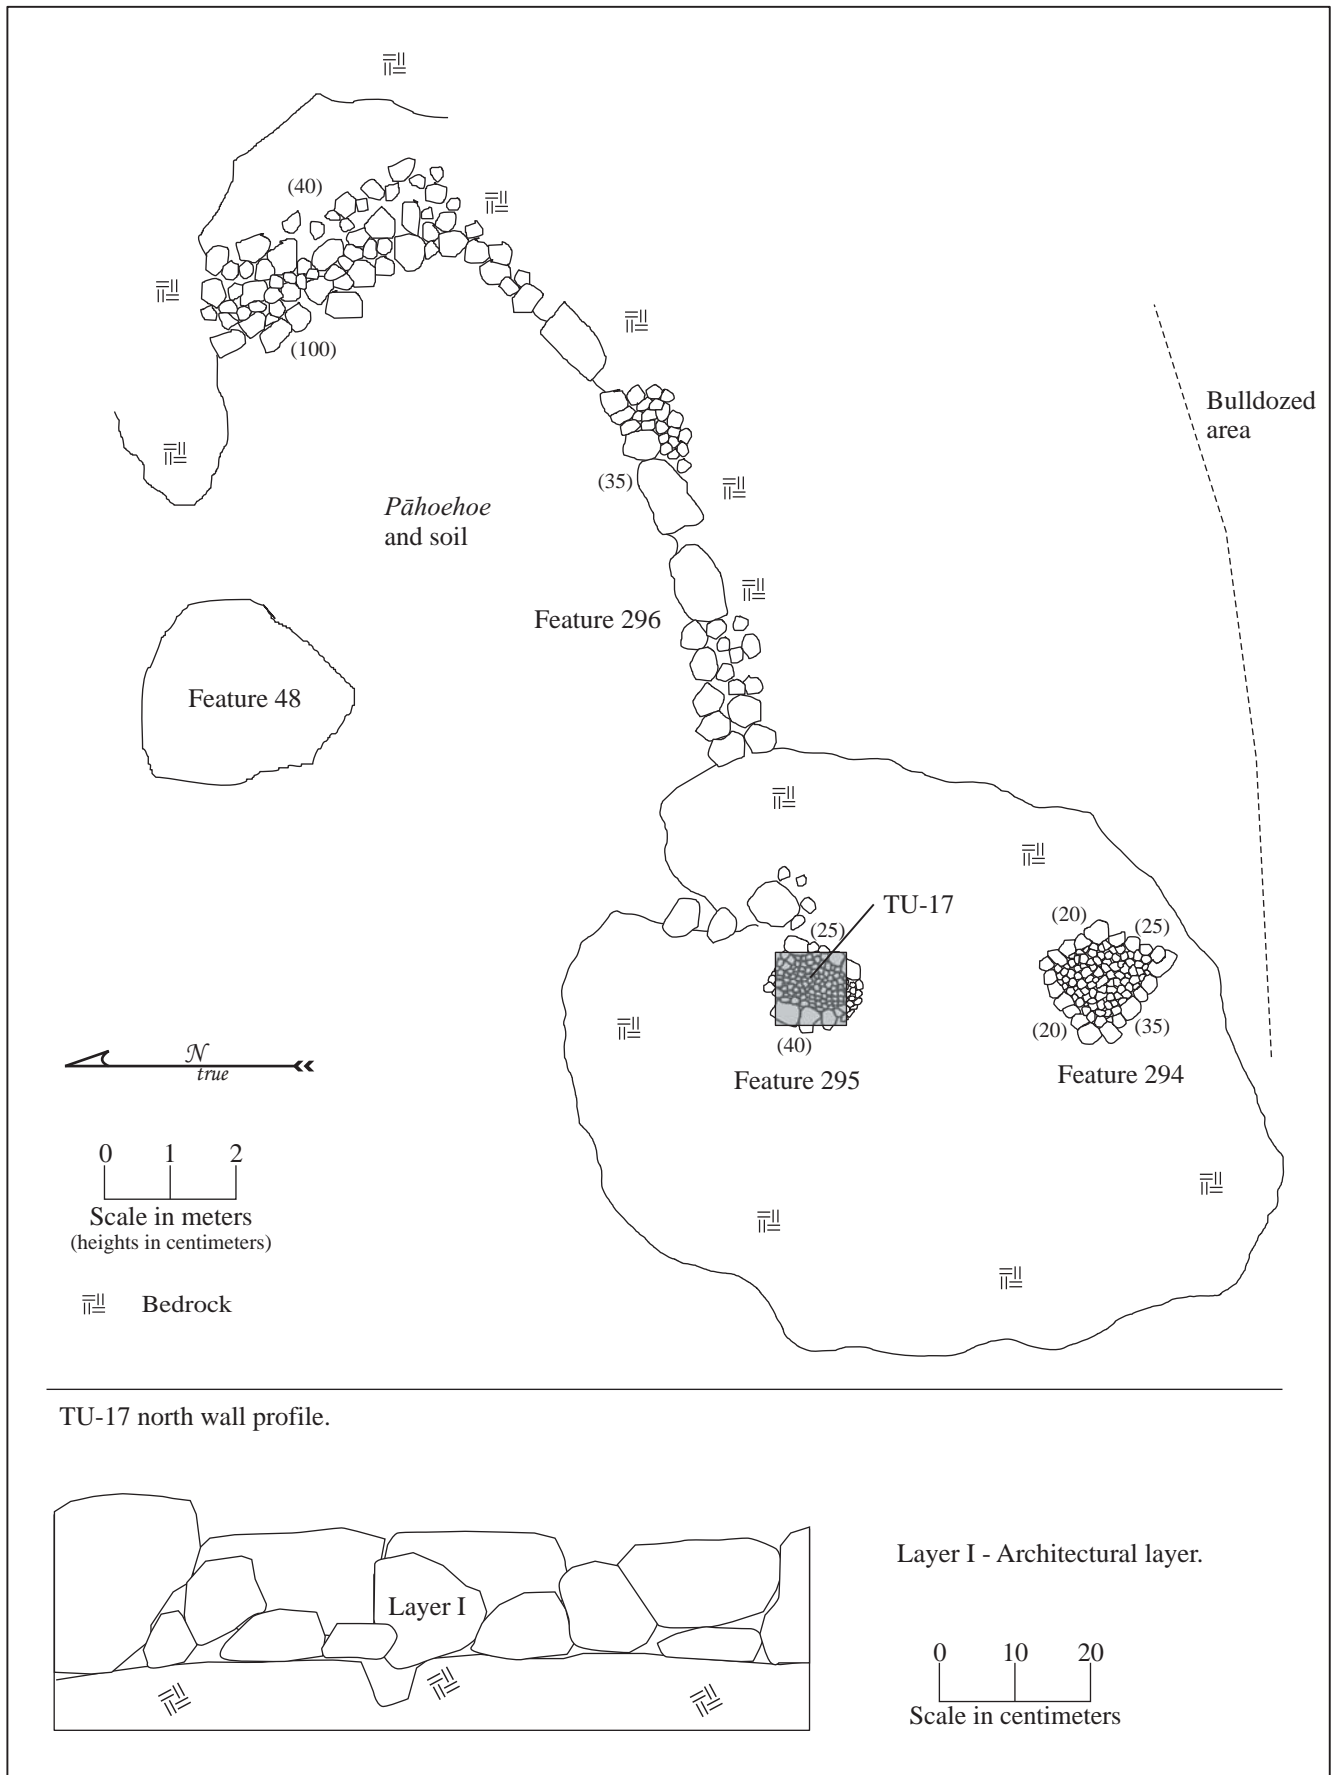 (40)
(100)
Bulldozed
area
(35)
Pāhoehoe
and soil
Feature 296
Feature 48
TU-17
(20)
(25)
(25)
(20)
(35)
(40)
Feature 295
Feature 294
N
true
0 1 2
Scale in meters
(heights in centimeters)
Bedrock
TU-17 north wall profile.
Layer I - Architectural layer.
Layer I
0 10 20
Scale in centimeters